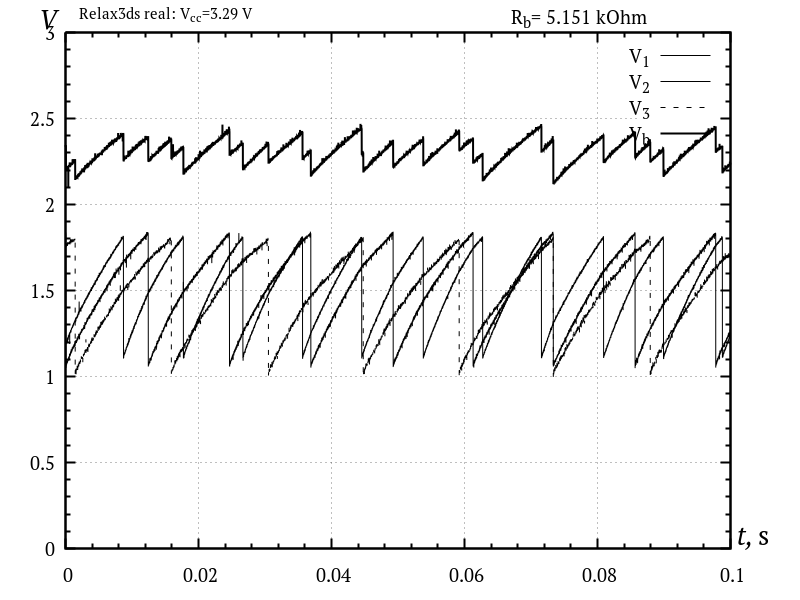 V Relax3ds real: Vcc=3.29 V Rb= 5.151 kOhm
3
V1
V2
V3
Vb
2.5
2
1.5
1
0.5
0
t, s
0 0.02 0.04 0.06 0.08 0.1